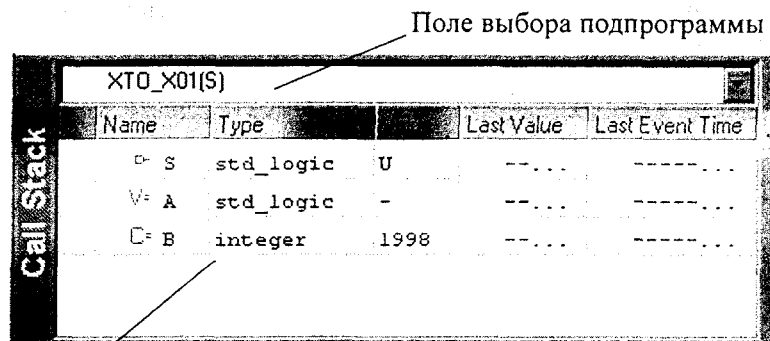 Поле выбора подпрограммы
XTO_X01(S)
Name Type Last Value Last Event Time
S std_logic U --... -----...
V= A std_logic - --... -----...
C= B integer 1998 --... -----...
Call Stack